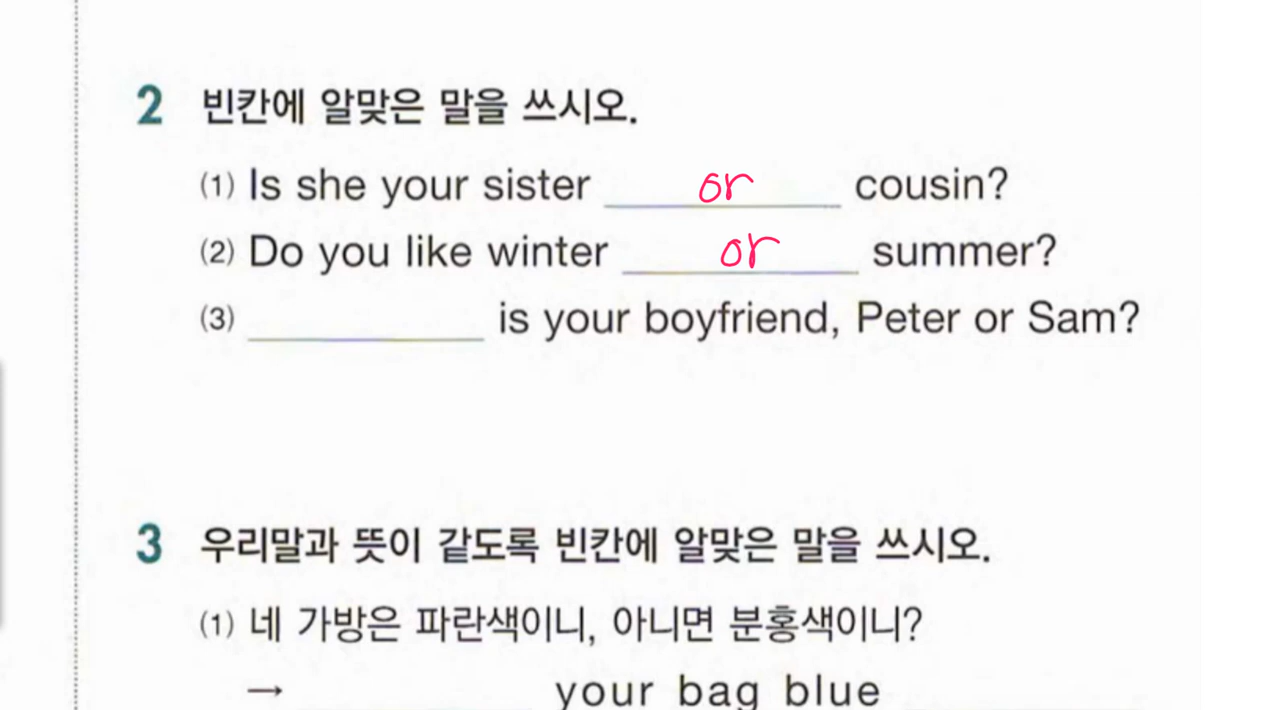 2 빈칸에 알맞은 말을 쓰시오.
(1) Is she your sister or cousin?
(2) Do you like winter or summer?
(3) ____________ is your boyfriend, Peter or Sam?
3 우리말과 뜻이 같도록 빈칸에 알맞은 말을 쓰시오.
(1) 네 가방은 파란색이니, 아니면 분홍색이니?
→ ____________ your bag blue ____________